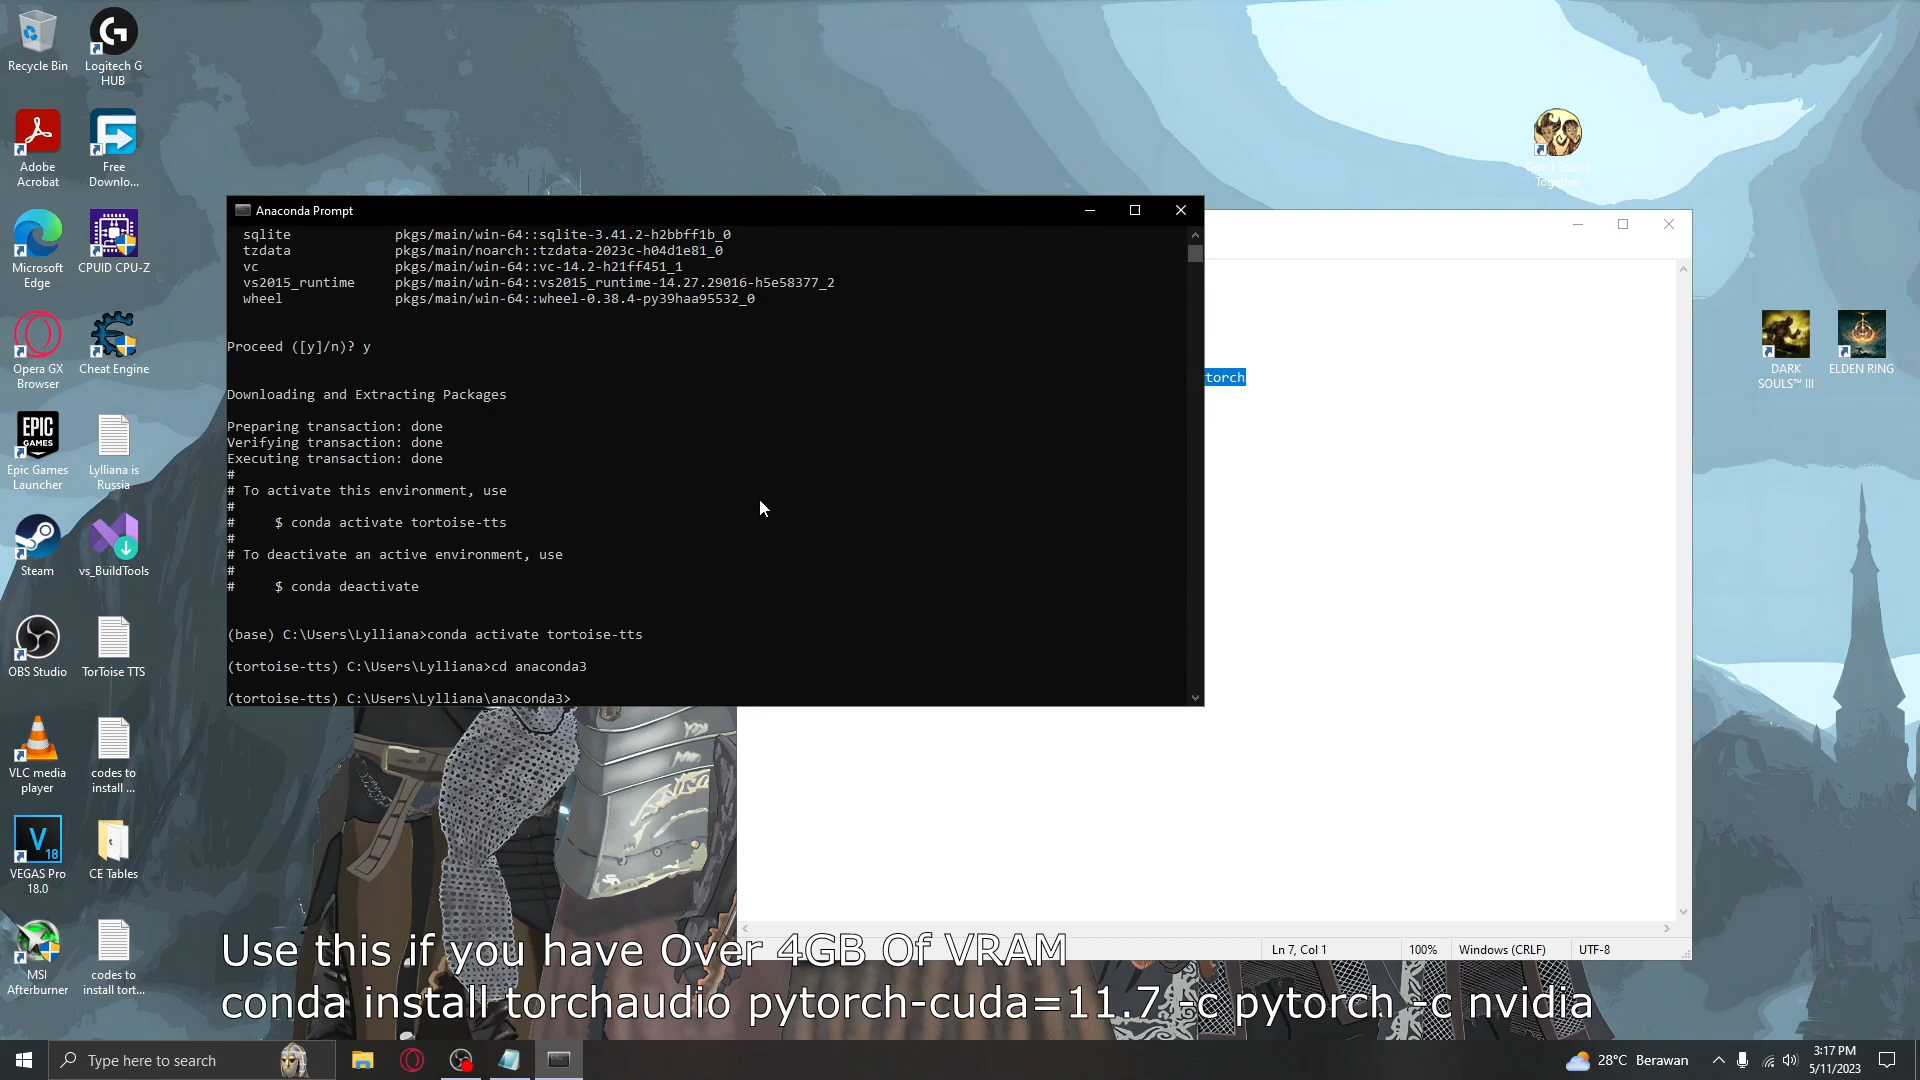 Recycle Bin
Logitech G
HUB
Adobe
Acrobat
Free
Downlo...
Microsoft
Edge
CPUID CPU-Z
Opera GX
Browser
Cheat Engine
EPIC
GAMES
Epic Games
Launcher
Lylliana is
Russia
Steam
vs_BuildTools
OBS Studio
TorToise TTS
VLC media
player
codes to
install ...
V
18
VEGAS Pro
18.0
CE Tables
MSI
Afterburner
codes to
install tort...
Don't Starve
Together
DARK
SOULS™ III
ELDEN RING
Anaconda Prompt
sqlite pkgs/main/win-64::sqlite-3.41.2-h2bbff1b_0
tzdata pkgs/main/noarch::tzdata-2023c-h04d1e81_0
vc pkgs/main/win-64::vc-14.2-h21ff451_1
vs2015_runtime pkgs/main/win-64::vs2015_runtime-14.27.29016-h5e58377_2
wheel pkgs/main/win-64::wheel-0.38.4-py39haa95532_0
Proceed ([y]/n)? y
Downloading and Extracting Packages
Preparing transaction: done
Verifying transaction: done
Executing transaction: done
#
# To activate this environment, use
#
# $ conda activate tortoise-tts
#
# To deactivate an active environment, use
#
# $ conda deactivate
(base) C:\Users\Lylliana>conda activate tortoise-tts
(tortoise-tts) C:\Users\Lylliana>cd anaconda3
(tortoise-tts) C:\Users\Lylliana\anaconda3>
torch
Ln 7, Col 1 100% Windows (CRLF) UTF-8
Use this if you have Over 4GB Of VRAM
conda install torchaudio pytorch-cuda=11.7 -c pytorch -c nvidia
Type here to search
28°C Berawan
3:17 PM
5/11/2023